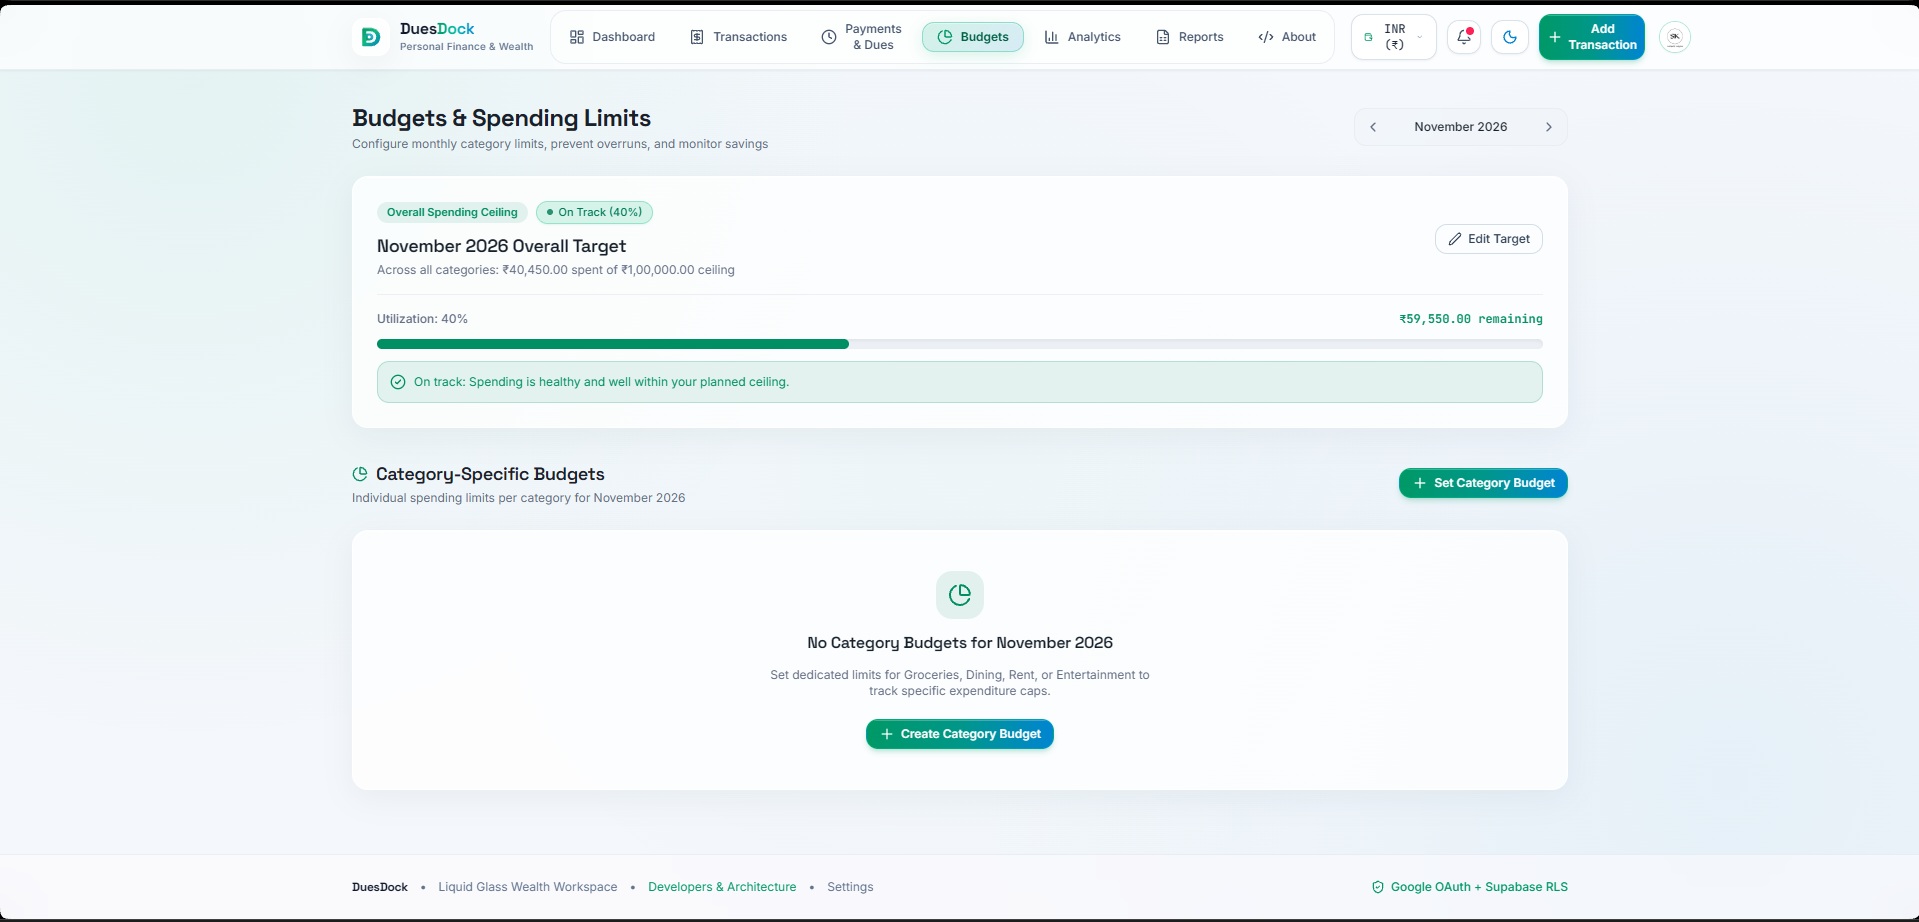 DuesDock
Personal Finance & Wealth
Dashboard
Transactions
Payments
& Dues
Budgets
Analytics
Reports
About
INR
(₹)
Add
Transaction
Budgets & Spending Limits
Configure monthly category limits, prevent overruns, and monitor savings
November 2026
Overall Spending Ceiling
On Track (40%)
November 2026 Overall Target
Across all categories: ₹40,450.00 spent of ₹1,00,000.00 ceiling
Edit Target
Utilization: 40%
₹59,550.00 remaining
On track: Spending is healthy and well within your planned ceiling.
Category-Specific Budgets
Individual spending limits per category for November 2026
Set Category Budget
No Category Budgets for November 2026
Set dedicated limits for Groceries, Dining, Rent, or Entertainment to
track specific expenditure caps.
Create Category Budget
DuesDock • Liquid Glass Wealth Workspace • Developers & Architecture • Settings
Google OAuth + Supabase RLS